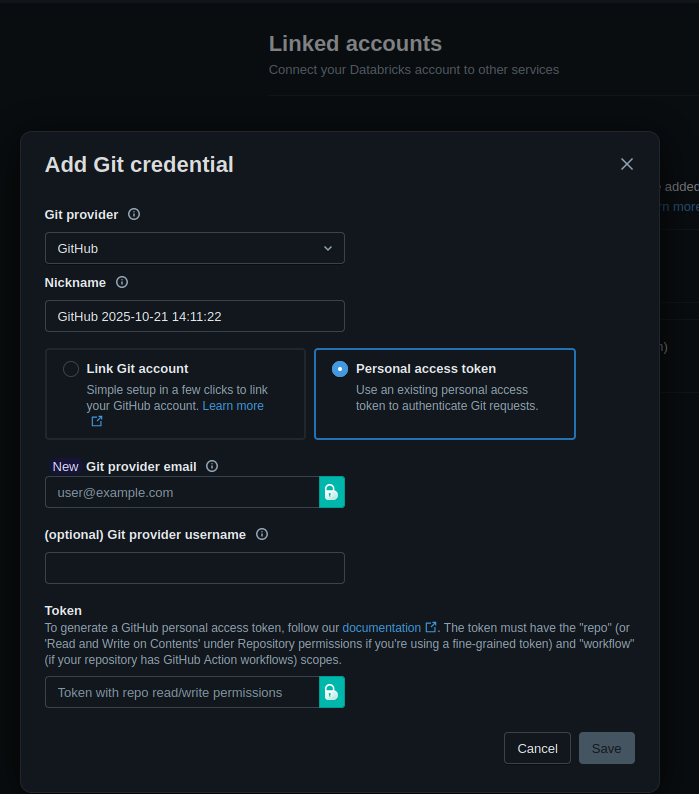 Linked accounts
Connect your Databricks account to other services
Add Git credential
added
Git provider
rn more
GitHub
Nickname
GitHub 2025-10-21 14:11:22
Link Git account
Simple setup in a few clicks to link
your GitHub account. Learn more
Personal access token
Use an existing personal access
token to authenticate Git requests.
New Git provider email
user@example.com
(optional) Git provider username
Token
To generate a GitHub personal access token, follow our documentation . The token must have the "repo" (or
'Read and Write on Contents' under Repository permissions if you're using a fine-grained token) and "workflow"
(if your repository has GitHub Action workflows) scopes.
Token with repo read/write permissions
Cancel
Save